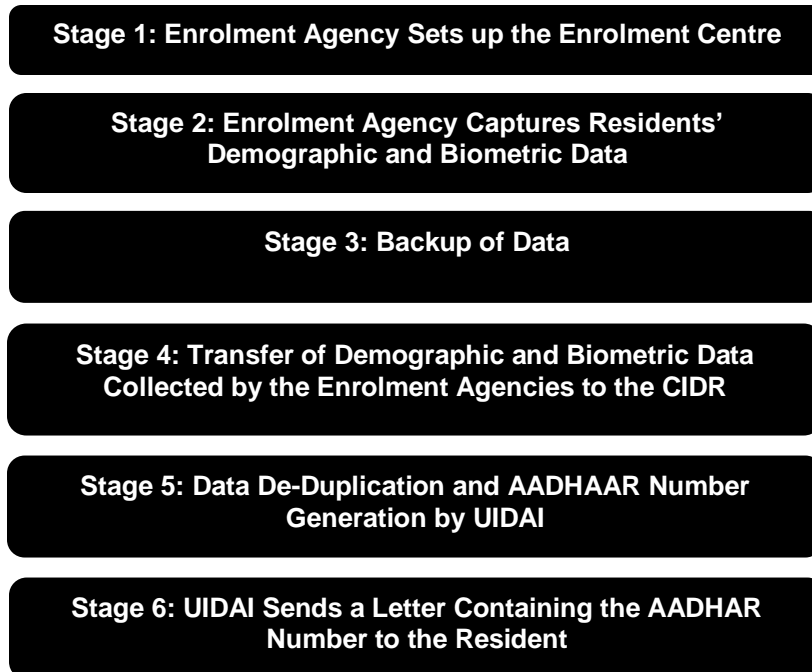 Stage 1: Enrolment Agency Sets up the Enrolment Centre
Stage 2: Enrolment Agency Captures Residents’
Demographic and Biometric Data
Stage 3: Backup of Data
Stage 4: Transfer of Demographic and Biometric Data
Collected by the Enrolment Agencies to the CIDR
Stage 5: Data De-Duplication and AADHAAR Number
Generation by UIDAI
Stage 6: UIDAI Sends a Letter Containing the AADHAR
Number to the Resident